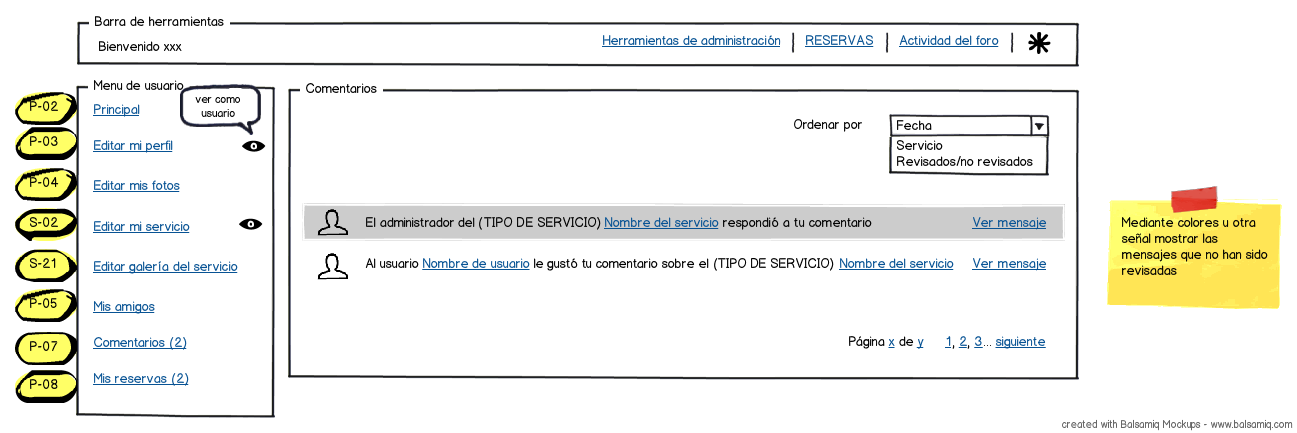 Barra de herramientas
Bienvenido xxx
Herramientas de administración
RESERVAS
Actividad del foro
Menu de usuario
ver como
usuario
P-02
Principal
P-03
Editar mi perfil
P-04
Editar mis fotos
S-02
Editar mi servicio
S-21
Editar galería del servicio
P-05
Mis amigos
P-07
Comentarios (2)
P-08
Mis reservas (2)
Comentarios
Ordenar por
Fecha
Servicio
Revisados/no revisados
El administrador del (TIPO DE SERVICIO) Nombre del servicio respondió a tu comentario
Ver mensaje
Al usuario Nombre de usuario le gustó tu comentario sobre el (TIPO DE SERVICIO) Nombre del servicio
Ver mensaje
Página x de y 1, 2, 3... siguiente
Mediante colores u otra
señal mostrar las
mensajes que no han sido
revisadas
created with Balsamiq Mockups - www.balsamiq.com